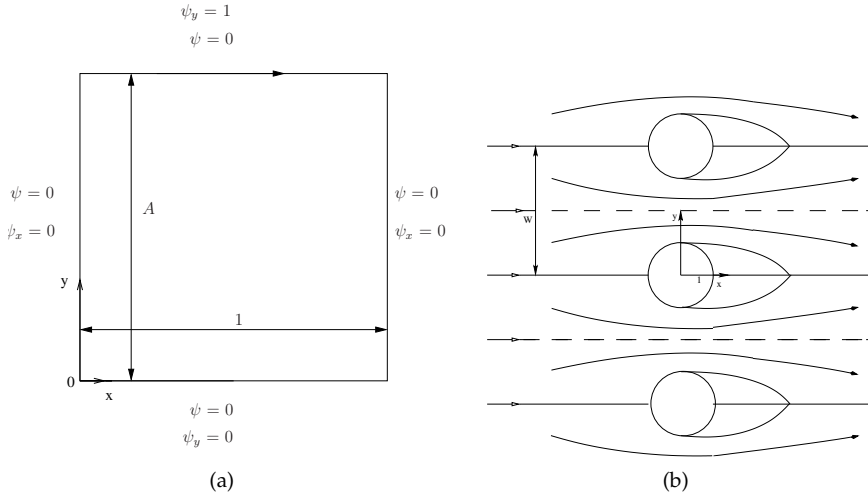 ψ_y = 1
ψ = 0
A
ψ = 0
ψ_x = 0
ψ = 0
ψ_x = 0
y
1
0
x
ψ = 0
ψ_y = 0
(a)
w
y
1
x
(b)